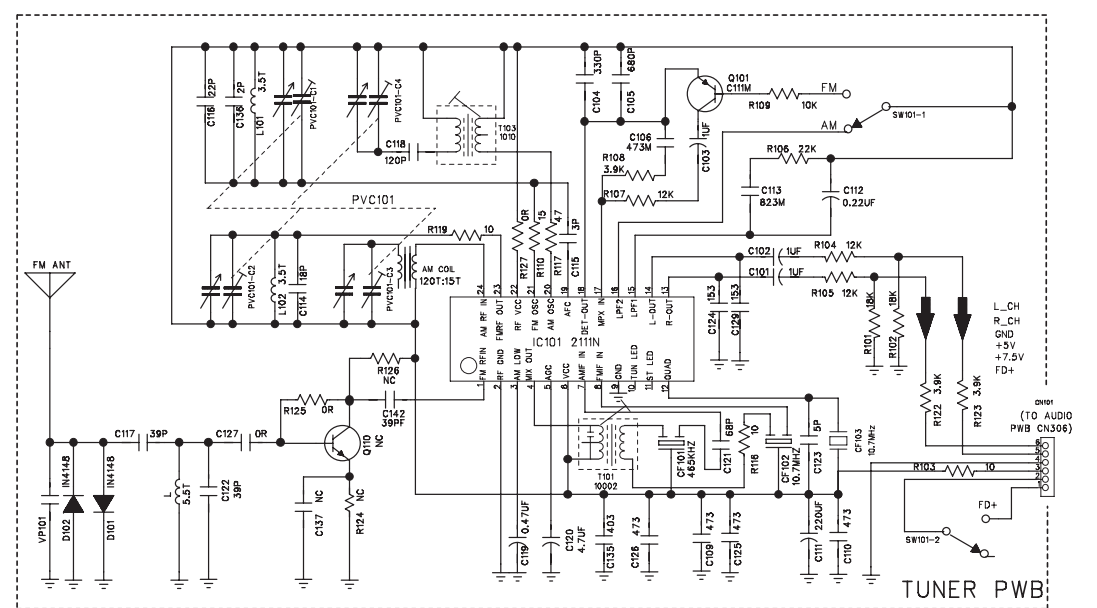 22P
C116
2P
C136
3.5T
L101
PVC101-C1
PVC101-C4
C118
120P
T103
1010
330P
C104
680P
C105
Q101
C111M
R109
10K
FM
AM
SW101-1
C106
473M
1UF
C103
R108
3.9K
R107
12K
R106
22K
C113
823M
C112
0.22UF
PVC101
R119
10
0R
R127
15
R110
47
R117
3P
C115
FM ANT
PVC101-C2
3.5T
L102
18P
C114
PVC101-C3
AM COIL
120T:15T
C102
1UF
R104
12K
C101
1UF
R105
12K
153
C124
153
C129
18K
R101
18K
R102
L_CH
R_CH
GND
+5V
+7.5V
FD+
24
23
22
21
20
19
18
17
16
15
14
13
AM RF IN
FMRF OUT
RF VCC
FM OSC
AM OSC
AFC
DET-OUT
MPX IN
LPF2
LPF1
L-OUT
R-OUT
IC101 2111N
FM RFIN
RF GND
AM LOW
MIX OUT
AGC
VCC
AMIF IN
FMIF IN
GND
TUN LED
ST LED
QUAD
1
2
3
4
5
6
7
8
9
10
11
12
R126
NC
R125
0R
C142
39PF
Q110
NC
C117
39P
C127
0R
VP101
IN4148
D102
IN4148
D101
L
5.5T
C122
39P
NC
C137
NC
R124
0.47UF
C119
C120
4.7UF
T101
10002
403
C135
473
C126
CF101
465KHZ
68P
C121
10
R116
CF102
10.7MHZ
5P
C123
CF103
10.7MHz
473
C109
473
C125
220UF
C111
473
C110
3.9K
R122
3.9K
R123
CN101
(TO AUDIO
PWB CN306)
6
5
4
3
2
1
R103
10
FD+
SW101-2
TUNER PWB